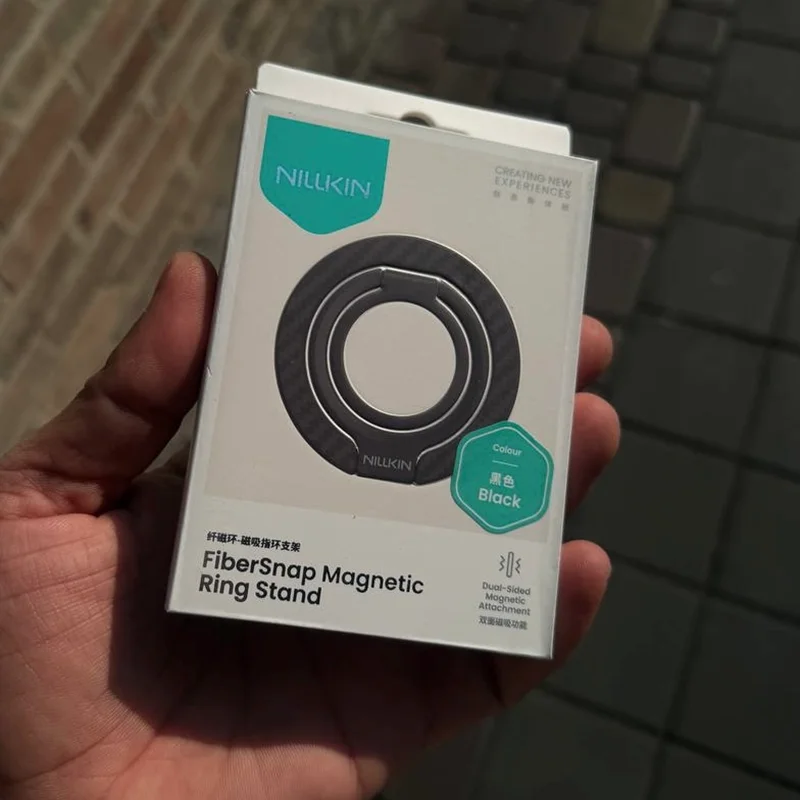 NILLKIN
CREATING NEW
EXPERIENCES
NILLKIN
Colour
黑色
Black
纤磁环-磁吸指环支架
FiberSnap Magnetic
Ring Stand
Dual-Sided
Magnetic
Attachment
双面磁吸功能